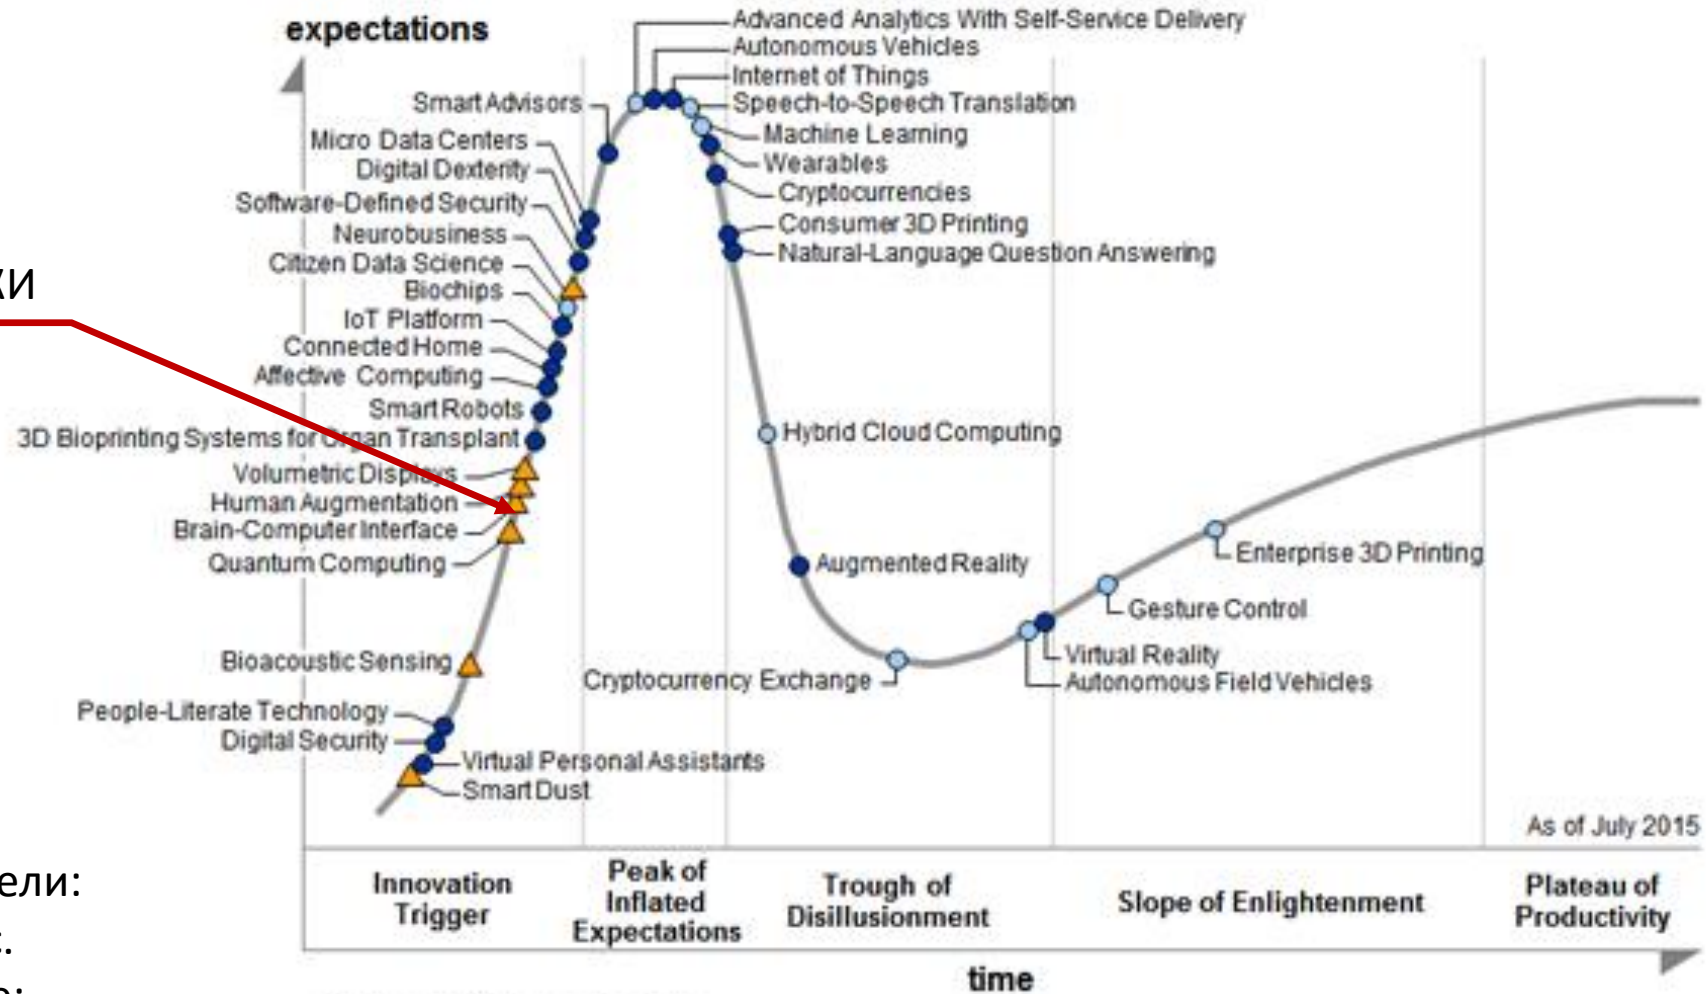 expectations
Advanced Analytics With Self-Service Delivery
Autonomous Vehicles
Internet of Things
Smart Advisors
Speech-to-Speech Translation
Micro Data Centers
Machine Learning
Digital Dexterity
Wearables
Software-Defined Security
Cryptocurrencies
Neurobusiness
Consumer 3D Printing
Citizen Data Science
Natural-Language Question Answering
Biochips
IoT Platform
Connected Home
Affective Computing
Smart Robots
Hybrid Cloud Computing
3D Bioprinting Systems for Organ Transplant
Volumetric Displays
Human Augmentation
Brain-Computer Interface
Quantum Computing
Augmented Reality
Enterprise 3D Printing
Gesture Control
Bioacoustic Sensing
Virtual Reality
Cryptocurrency Exchange
Autonomous Field Vehicles
People-Literate Technology
Digital Security
Virtual Personal Assistants
Smart Dust
As of July 2015
Innovation
Trigger
Peak of
Inflated
Expectations
Trough of
Disillusionment
Slope of Enlightenment
Plateau of
Productivity
time